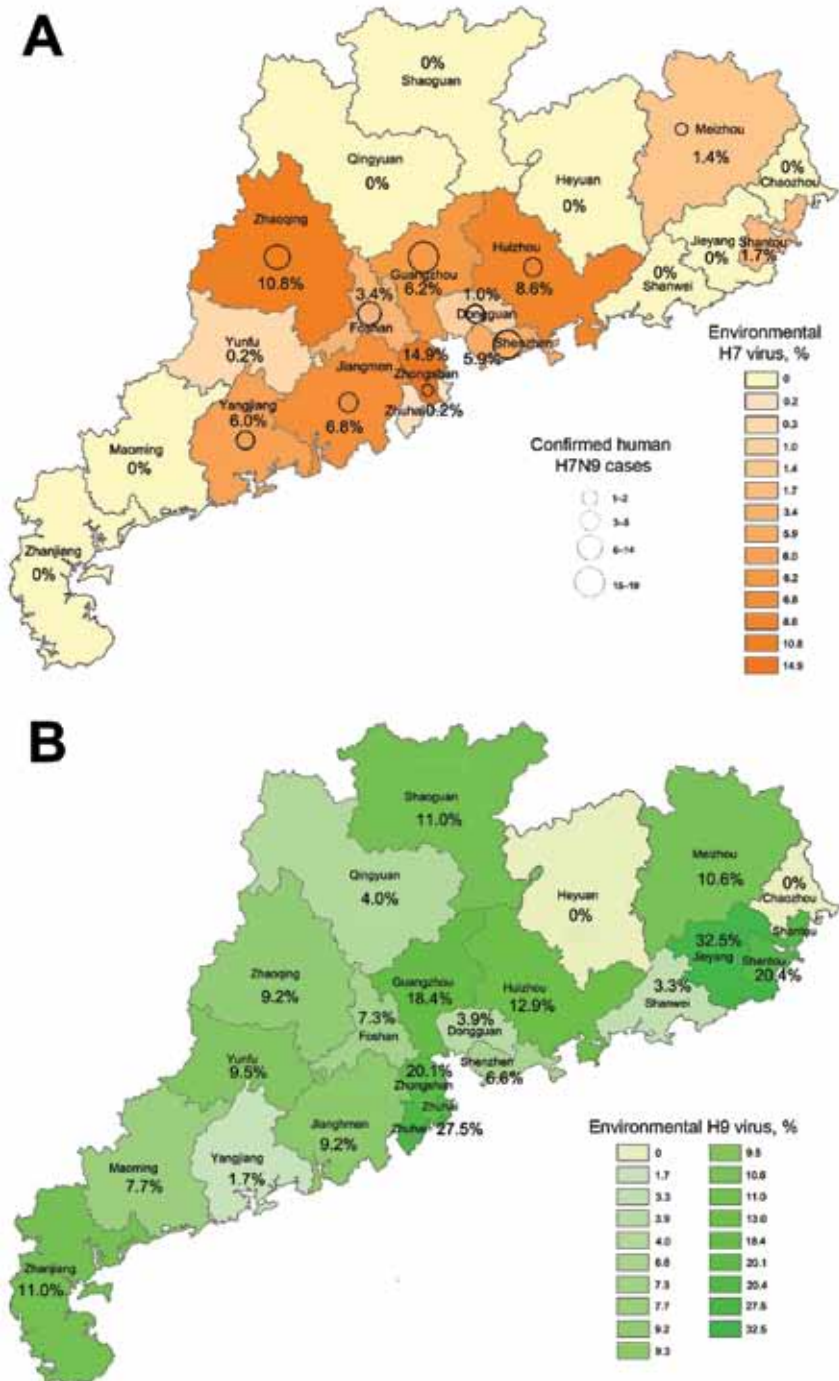 A
0%
Shaoguan
Meizhou
1.4%
Qingyuan
0%
Heyuan
0%
0%
Chaozhou
Zhaoqing
10.8%
Guangzhou
6.2%
Huizhou
8.6%
Jieyang
0%
Shantou
1.7%
0%
Shanwei
3.4%
Foshan
1.0%
Dongguan
Yunfu
0.2%
Jiangmen
6.8%
14.9%
Zhongshan
5.9%
Shenzhen
Yangjiang
6.0%
Zhuhai
0.2%
Maoming
0%
Zhanjiang
0%
Confirmed human
H7N9 cases
1–2
6–14
15–19
Environmental
H7 virus, %
0
0.2
0.3
1.0
1.4
1.7
3.4
5.9
6.0
6.2
6.8
8.6
10.8
14.9
B
Shaoguan
11.0%
Meizhou
10.6%
Qingyuan
4.0%
Heyuan
0%
0%
Chaozhou
Shantou
32.5%
Jieyang
Shantou
20.4%
Zhaoqing
9.2%
Guangzhou
18.4%
Huizhou
12.9%
3.3%
Shanwei
7.3%
Foshan
3.9%
Dongguan
Shenzhen
6.6%
Yunfu
9.5%
20.1%
Zhongshan
Zhuhai
Zhuhai
27.5%
Jianghmen
9.2%
Maoming
7.7%
Yangjiang
1.7%
Zhanjiang
11.0%
Environmental H9 virus, %
0
1.7
3.3
3.9
4.0
6.6
7.3
7.7
9.2
9.3
9.5
10.6
11.0
13.0
18.4
20.1
20.4
27.5
32.5